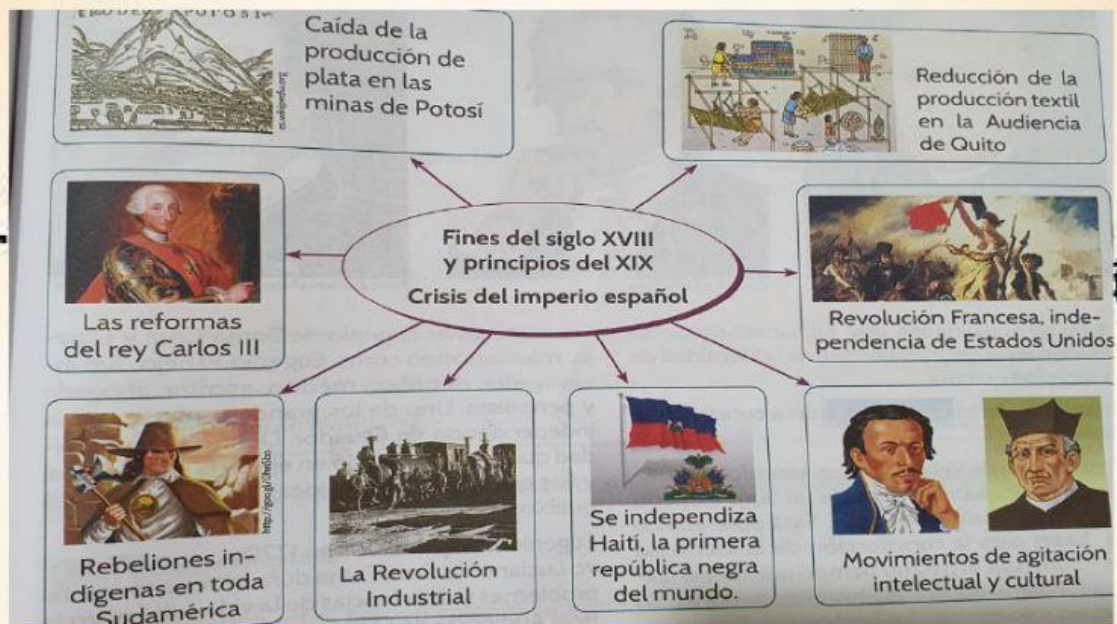 Caída de la
producción de
plata en las
minas de Potosí
Reducción de la
producción textil
en la Audiencia
de Quito
Fines del siglo XVIII
y principios del XIX
Crisis del imperio español
Las reformas
del rey Carlos III
Revolución Francesa, inde-
pendencia de Estados Unidos
Rebeliones in-
dígenas en toda
Sudamérica
La Revolución
Industrial
Se independiza
Haití, la primera
república negra
del mundo.
Movimientos de agitación
intelectual y cultural